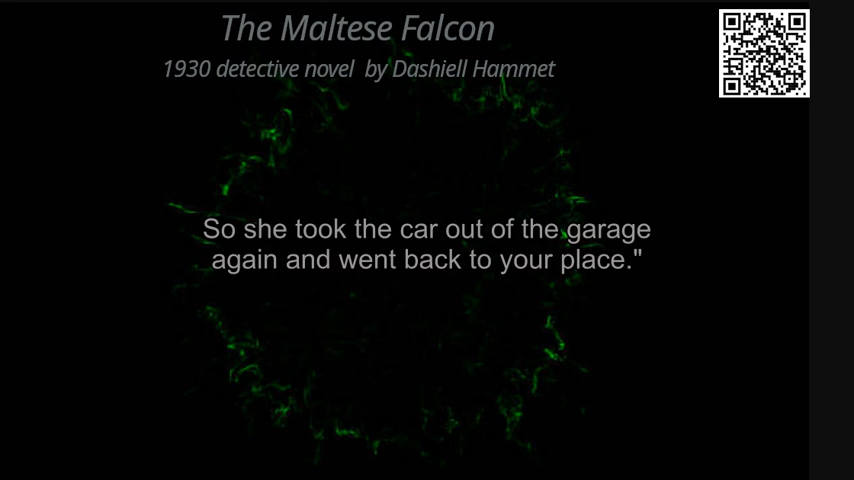 The Maltese Falcon
1930 detective novel by Dashiell Hammet
So she took the car out of the garage
again and went back to your place."